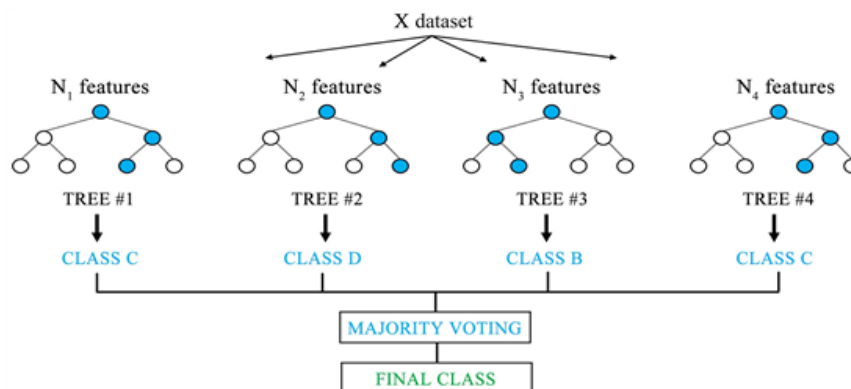 X dataset
N₁ features N₂ features N₃ features N₄ features
TREE #1 TREE #2 TREE #3 TREE #4
CLASS C CLASS D CLASS B CLASS C
MAJORITY VOTING
FINAL CLASS